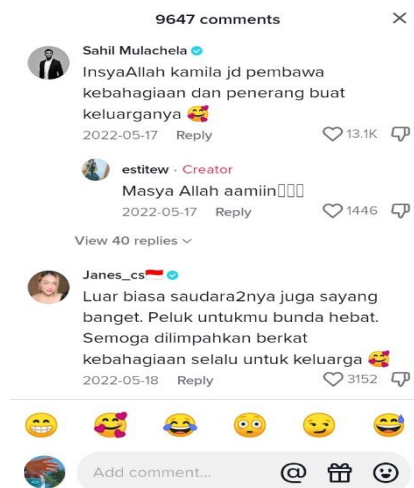 9647 comments
Sahil Mulachela
InsyaAllah kamila jd pembawa
kebahagiaan dan penerang buat
keluarganya 🥰
2022-05-17 Reply 13.1K
estitew · Creator
Masya Allah aamiin▯▯▯
2022-05-17 Reply 1446
View 40 replies
Janes_cs🇮🇩
Luar biasa saudara2nya juga sayang
banget. Peluk untukmu bunda hebat.
Semoga dilimpahkan berkat
kebahagiaan selalu untuk keluarga 🥰
2022-05-18 Reply 3152
Add comment...